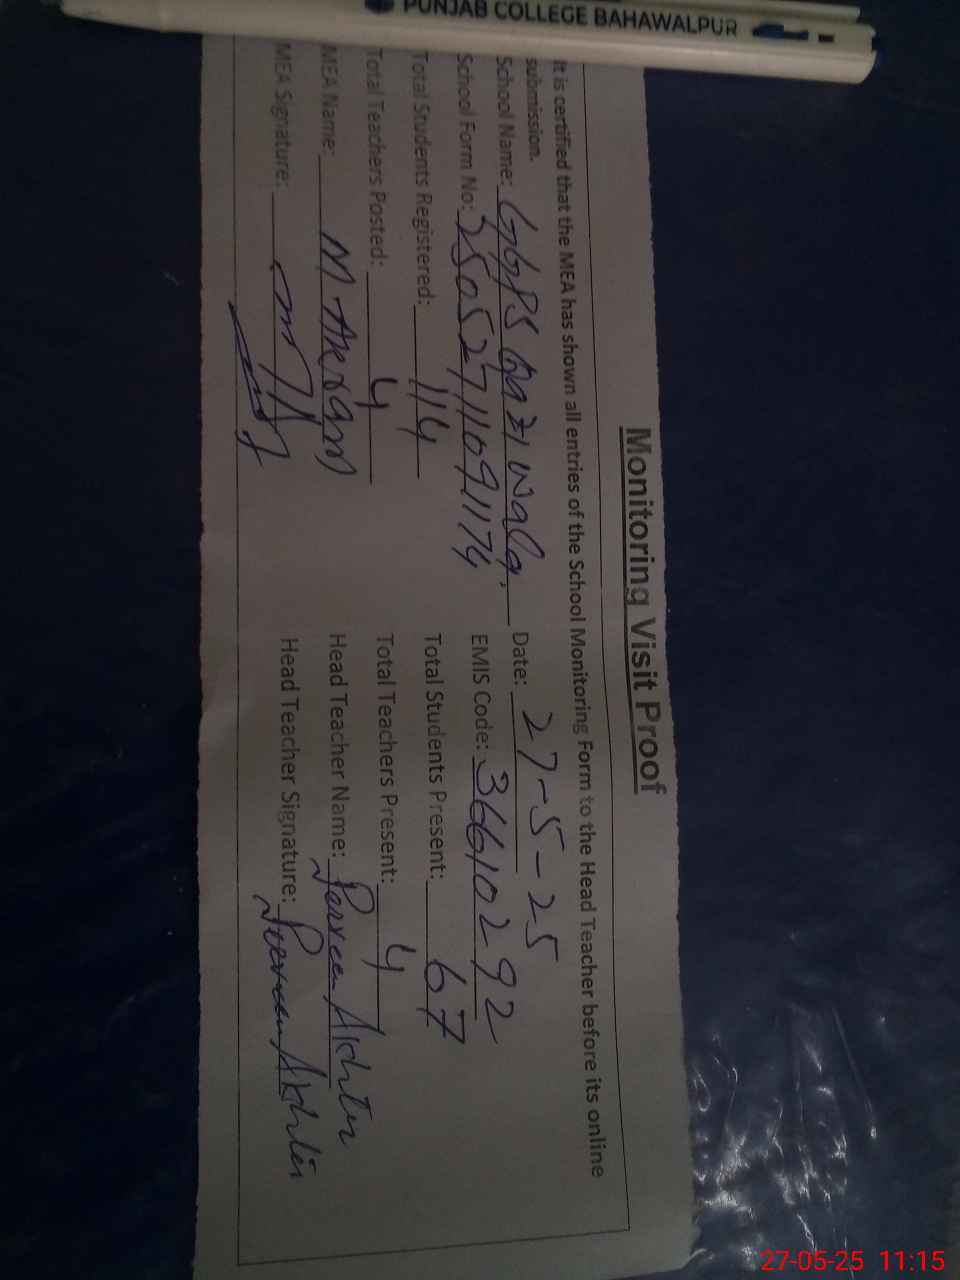 PUNJAB COLLEGE BAHAWALPUR
Monitoring Visit Proof
It is certified that the MEA has shown all entries of the School Monitoring Form to the Head Teacher before its online
submission.
School Name: GGPS Qazi wala. Date: 27-5-25
School Form No: 25052711091174 EMIS Code: 36610292
Total Students Registered: 114 Total Students Present: 67
Total Teachers Posted: 4 Total Teachers Present: 4
MEA Name: M Akram Head Teacher Name: Parveen Akhter
MEA Signature: Head Teacher Signature: Parveen Akhter
27-05-25 11:15